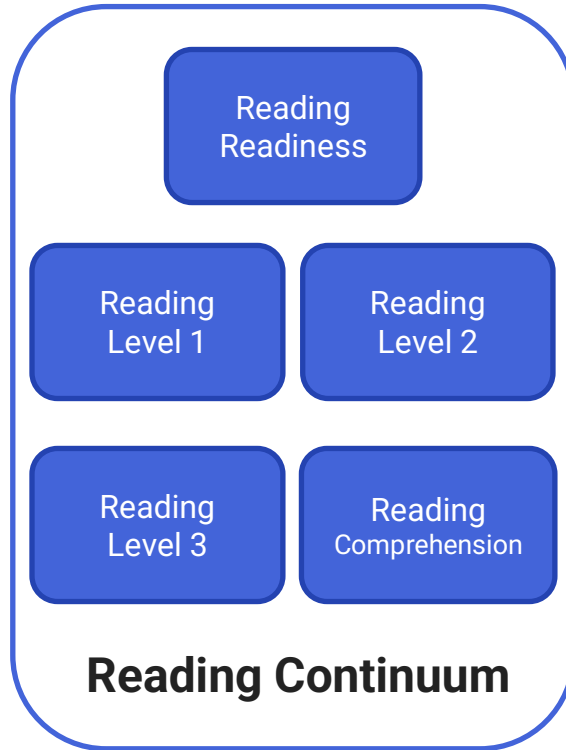 Reading
Readiness
Reading
Level 1
Reading
Level 2
Reading
Level 3
Reading
Comprehension
Reading Continuum